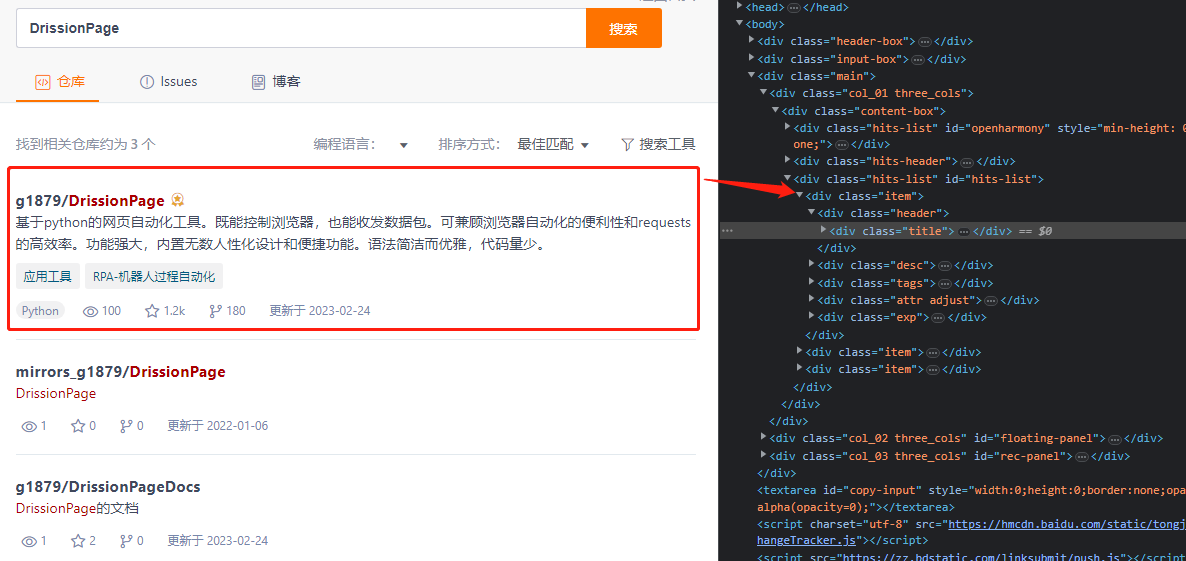 DrissionPage
搜索
仓库
Issues
博客
找到相关仓库约为 3 个
编程语言：
排序方式：
最佳匹配
搜索工具
g1879/DrissionPage
基于python的网页自动化工具。既能控制浏览器，也能收发数据包。可兼顾浏览器自动化的便利性和requests
的高效率。功能强大，内置无数人性化设计和便捷功能。语法简洁而优雅，代码量少。
应用工具
RPA-机器人过程自动化
Python 100 1.2k 180 更新于 2023-02-24
mirrors_g1879/DrissionPage
DrissionPage
1 0 0 更新于 2022-01-06
g1879/DrissionPageDocs
DrissionPage的文档
1 2 0 更新于 2023-02-24
<head> ⋯ </head>
<body>
<div class="header-box"> ⋯ </div>
<div class="input-box"> ⋯ </div>
<div class="main">
<div class="col_01 three_cols">
<div class="content-box">
<div class="hits-list" id="openharmony" style="min-height: 0
one;"> ⋯ </div>
<div class="hits-header"> ⋯ </div>
<div class="hits-list" id="hits-list">
<div class="item">
<div class="header">
<div class="title"> ⋯ </div> == $0
</div>
<div class="desc"> ⋯ </div>
<div class="tags"> ⋯ </div>
<div class="attr adjust"> ⋯ </div>
<div class="exp"> ⋯ </div>
</div>
<div class="item"> ⋯ </div>
<div class="item"> ⋯ </div>
</div>
</div>
</div>
<div class="col_02 three_cols" id="floating-panel"> ⋯ </div>
<div class="col_03 three_cols" id="rec-panel"> ⋯ </div>
</div>
<textarea id="copy-input" style="width:0;height:0;border:none;opa
alpha(opacity=0);"></textarea>
<script charset="utf-8" src="https://hmcdn.baidu.com/static/tongj
hangeTracker.js"></script>
<script src="https://zz.bdstatic.com/linksubmit/push.js"></script>